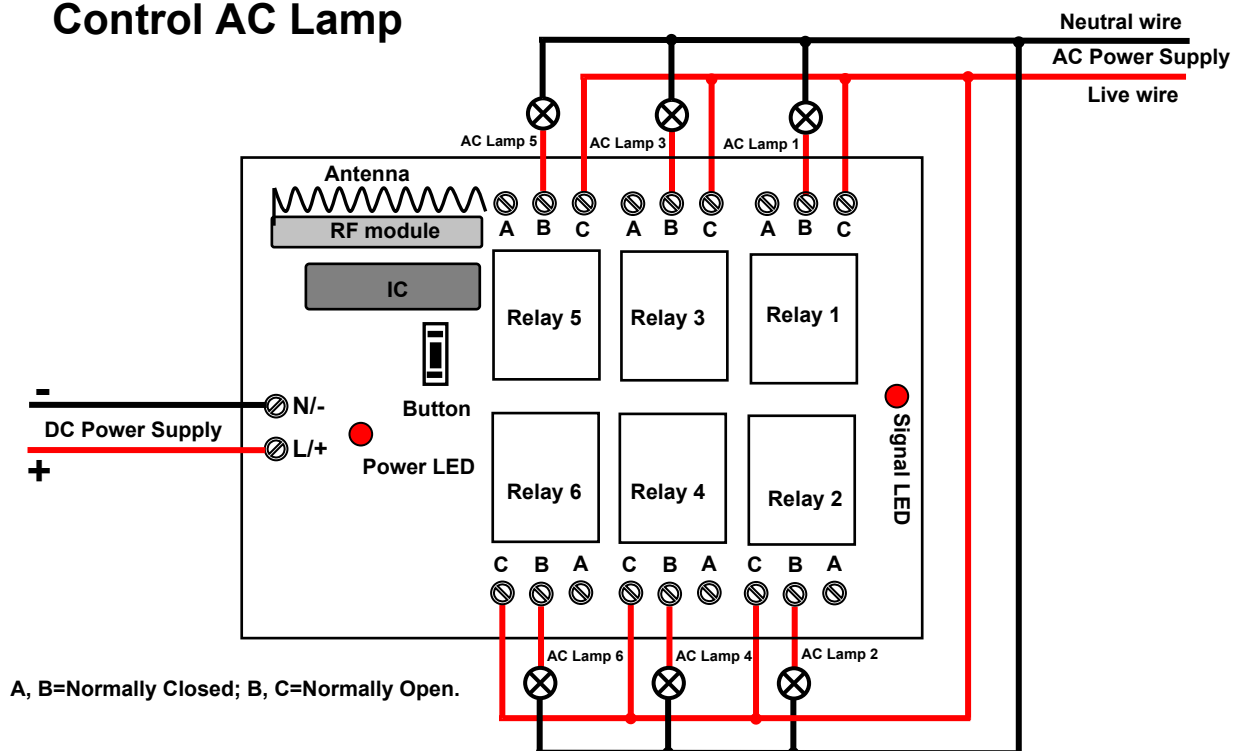 Control AC Lamp
Neutral wire
AC Power Supply
Live wire
AC Lamp 5
AC Lamp 3
AC Lamp 1
Antenna
RF module
A B C A B C A B C
IC
Relay 5
Relay 3
Relay 1
Button
-
N/-
DC Power Supply
L/+
+
Power LED
Signal LED
Relay 6
Relay 4
Relay 2
C B A C B A C B A
AC Lamp 6
AC Lamp 4
AC Lamp 2
A, B=Normally Closed; B, C=Normally Open.